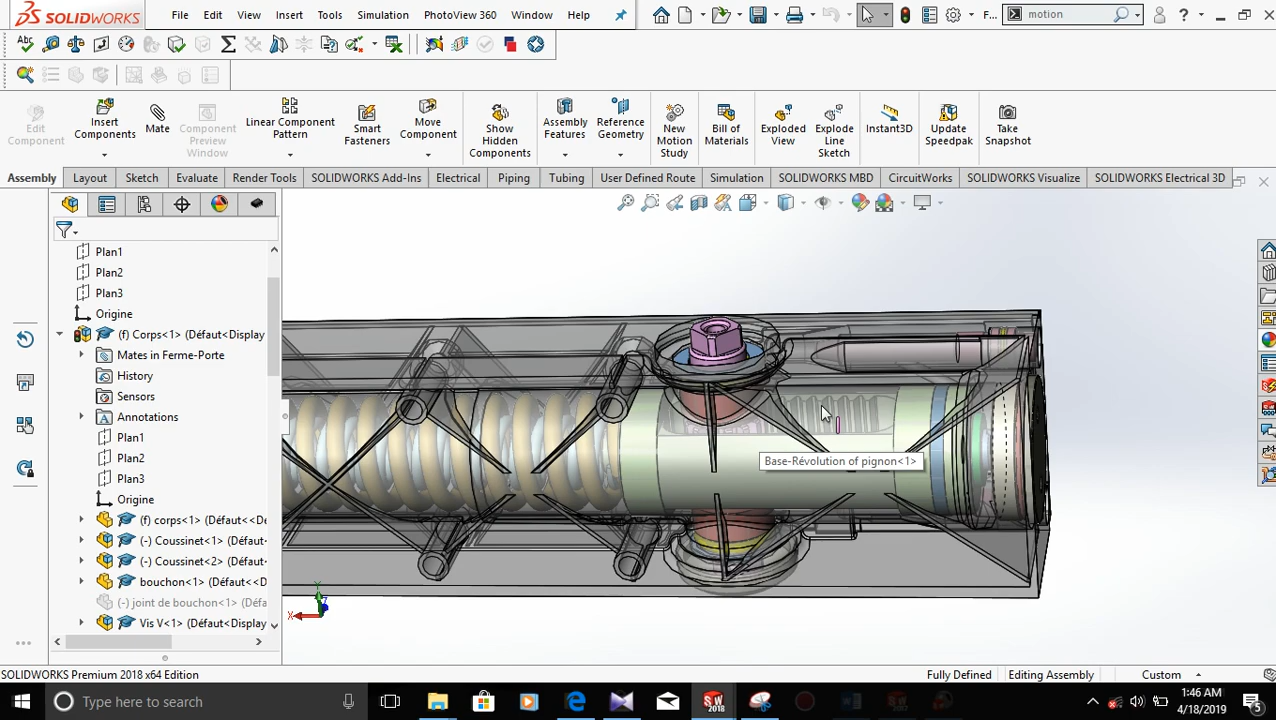 SOLIDWORKS File Edit View Insert Tools Simulation PhotoView 360 Window Help F... motion
Abc
Edit Component
Insert Components
Mate
Component Preview Window
Linear Component Pattern
Smart Fasteners
Move Component
Show Hidden Components
Assembly Features
Reference Geometry
New Motion Study
Bill of Materials
Exploded View
Explode Line Sketch
Instant3D
Update Speedpak
Take Snapshot
Assembly Layout Sketch Evaluate Render Tools SOLIDWORKS Add-Ins Electrical Piping Tubing User Defined Route Simulation SOLIDWORKS MBD CircuitWorks SOLIDWORKS Visualize SOLIDWORKS Electrical 3D
Plan1
Plan2
Plan3
Origine
(f) Corps<1> (Défaut<Display
Mates in Ferme-Porte
History
Sensors
Annotations
Plan1
Plan2
Plan3
Origine
(f) corps<1> (Défaut<<De
(-) Coussinet<1> (Défaut-
(-) Coussinet<2> (Défaut-
bouchon<1> (Défaut<<D
(-) joint de bouchon<1> (Défa
Vis V<1> (Défaut<Display
Base-Révolution of pignon<1>
Y
X
Z
SOLIDWORKS Premium 2018 x64 Edition Fully Defined Editing Assembly Custom
Type here to search
SW
2018
1:46 AM
4/18/2019
5